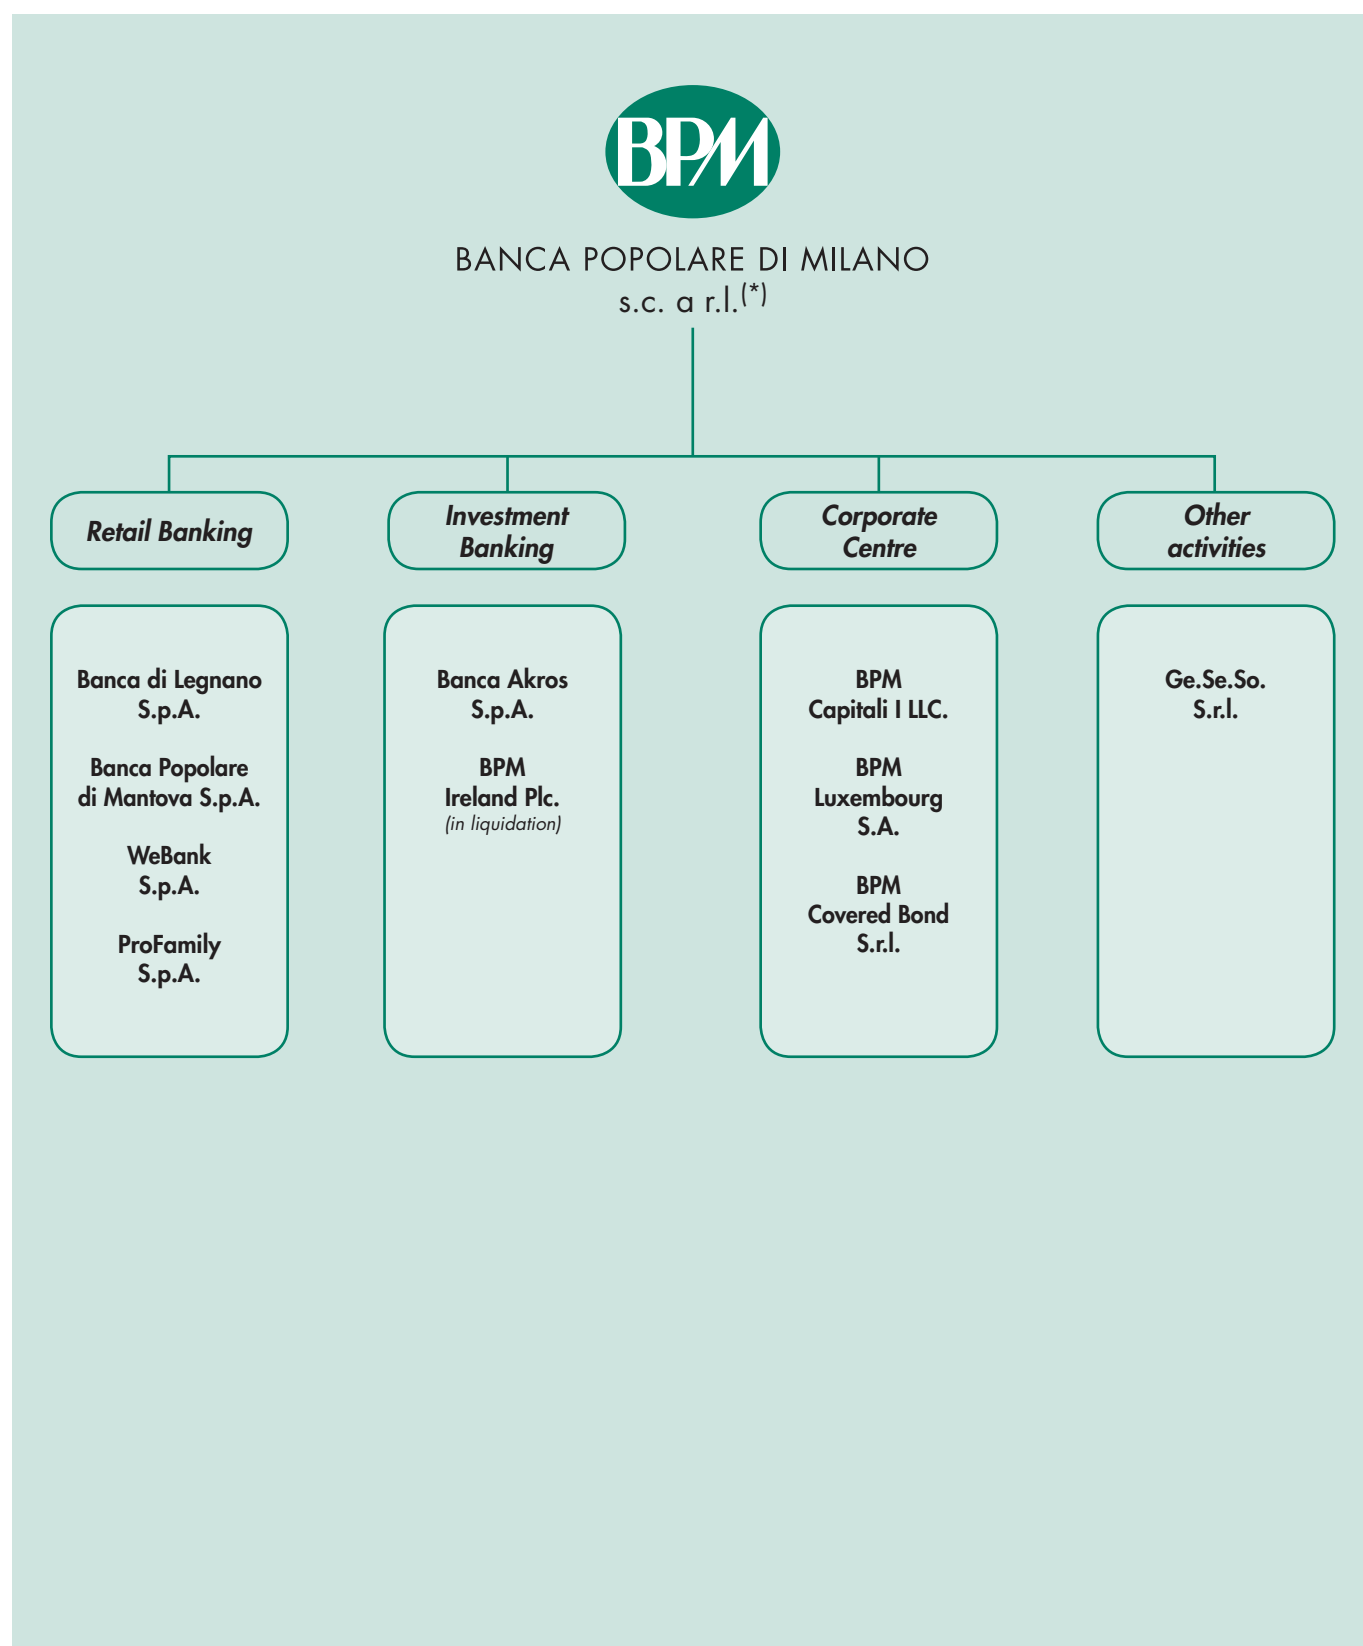 BPM
BANCA POPOLARE DI MILANO
s.c. a r.l.(*)
Retail Banking
Investment
Banking
Corporate
Centre
Other
activities
Banca di Legnano
S.p.A.
Banca Popolare
di Mantova S.p.A.
WeBank
S.p.A.
ProFamily
S.p.A.
Banca Akros
S.p.A.
BPM
Ireland Plc.
(in liquidation)
BPM
Capitali I LLC.
BPM
Luxembourg
S.A.
BPM
Covered Bond
S.r.l.
Ge.Se.So.
S.r.l.